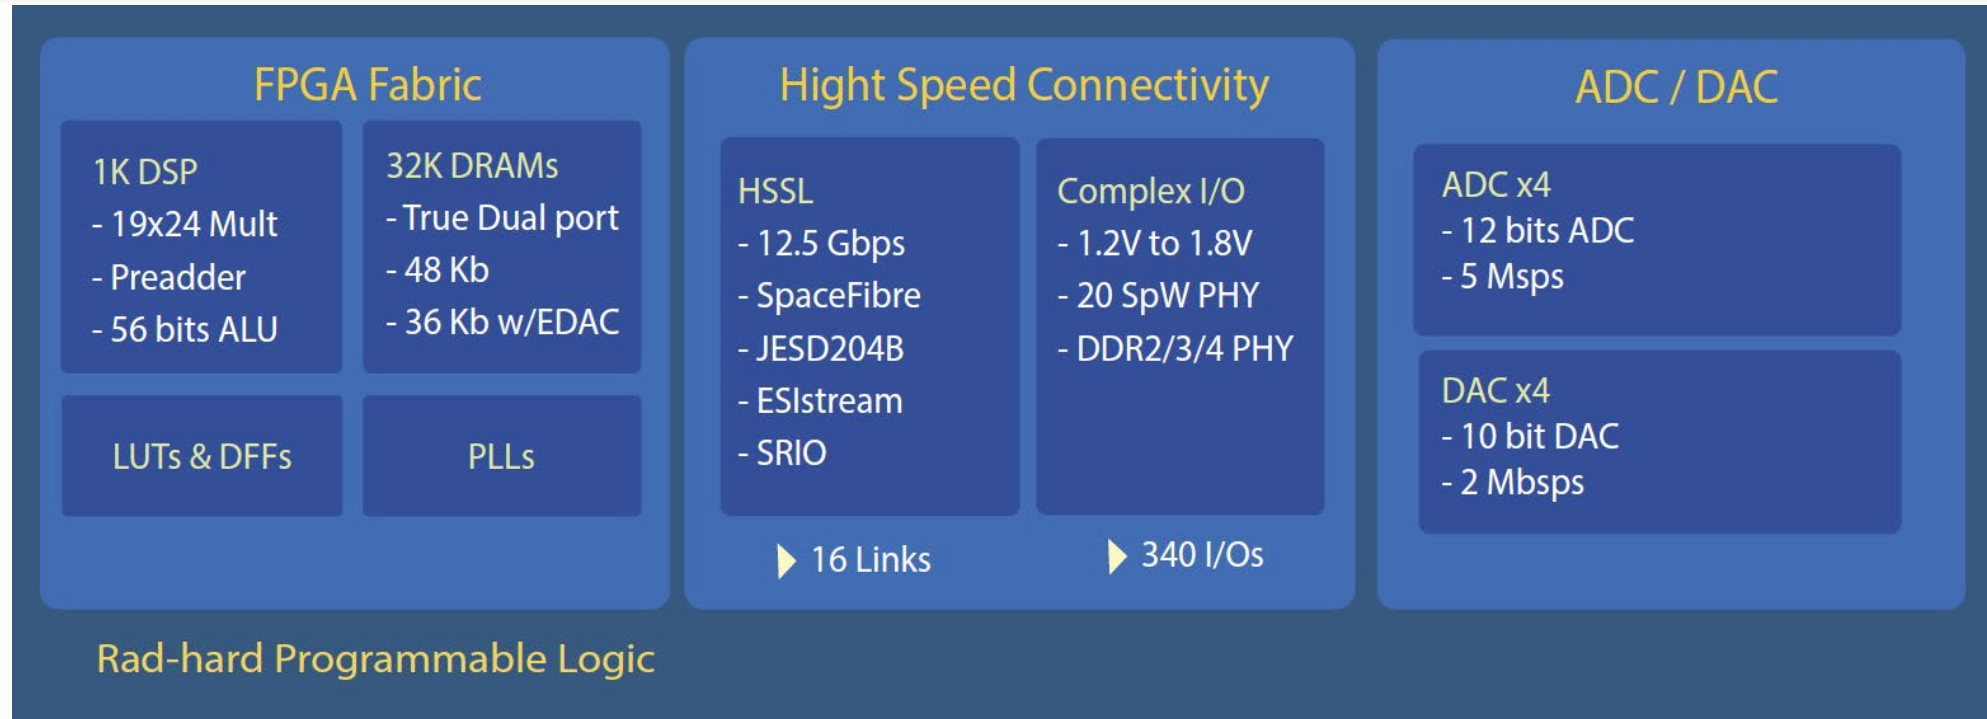 FPGA Fabric
1K DSP
- 19x24 Mult
- Preadder
- 56 bits ALU
32K DRAMs
- True Dual port
- 48 Kb
- 36 Kb w/EDAC
LUTs & DFFs
PLLs
Hight Speed Connectivity
HSSL
- 12.5 Gbps
- SpaceFibre
- JESD204B
- ESIstream
- SRIO
16 Links
Complex I/O
- 1.2V to 1.8V
- 20 SpW PHY
- DDR2/3/4 PHY
340 I/Os
ADC / DAC
ADC x4
- 12 bits ADC
- 5 Msps
DAC x4
- 10 bit DAC
- 2 Mbsps
Rad-hard Programmable Logic